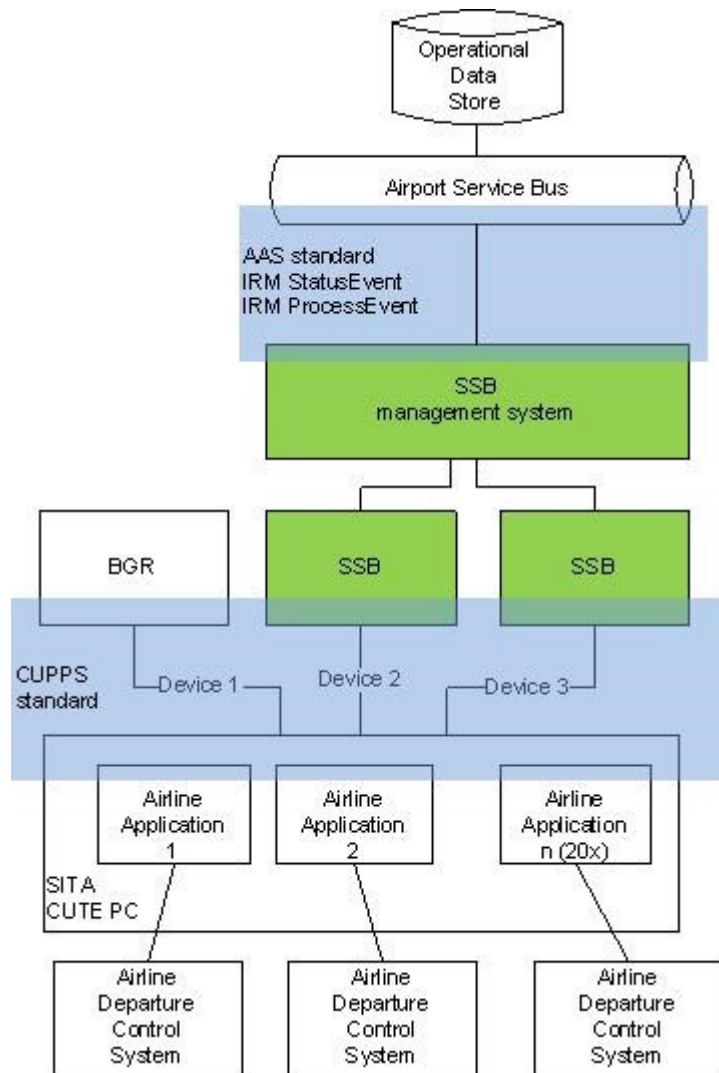 Operational
Data
Store
Airport Service Bus
AAS standard
IRM StatusEvent
IRM ProcessEvent
SSB
management system
BGR
SSB
SSB
CUPPS
standard
Device 1
Device 2
Device 3
Airline
Application
1
Airline
Application
2
Airline
Application
n (20x)
SITA
CUTE PC
Airline
Departure
Control
System
Airline
Departure
Control
System
Airline
Departure
Control
System